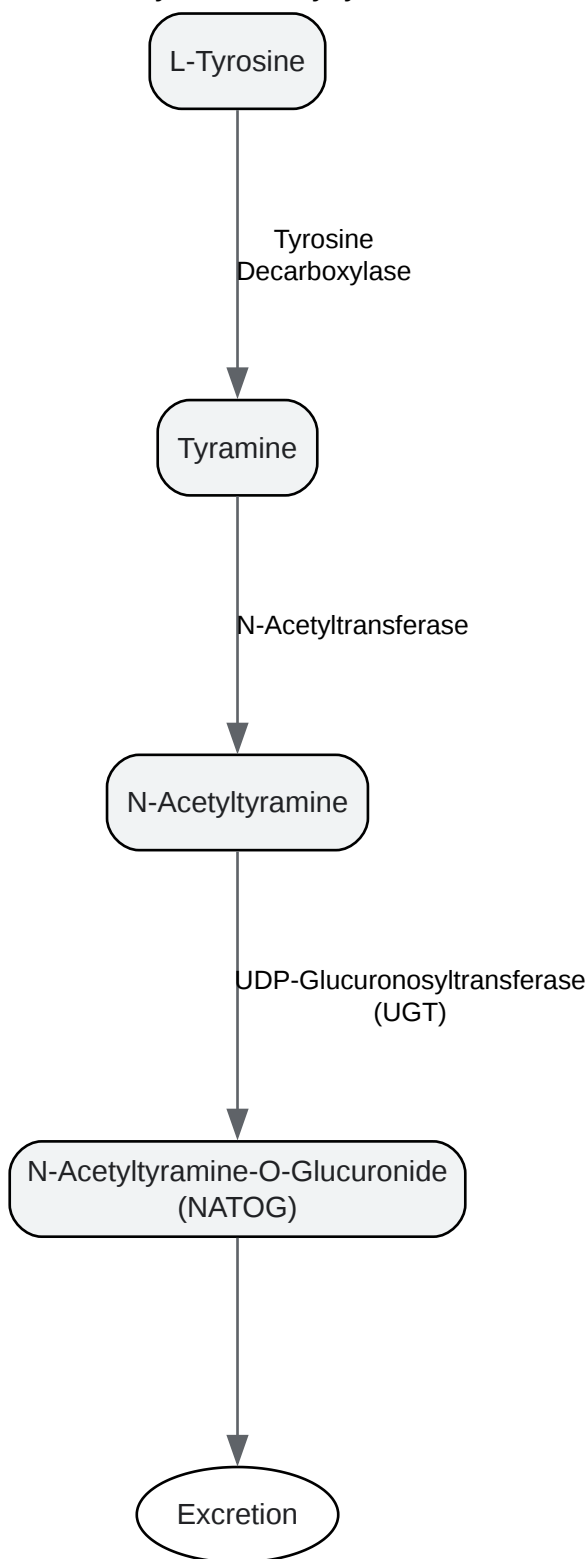 L-Tyrosine
Tyrosine
Decarboxylase
Tyramine
N-Acetyltransferase
N-Acetyltyramine
UDP-Glucuronosyltransferase
(UGT)
N-Acetyltyramine-O-Glucuronide
(NATOG)
Excretion